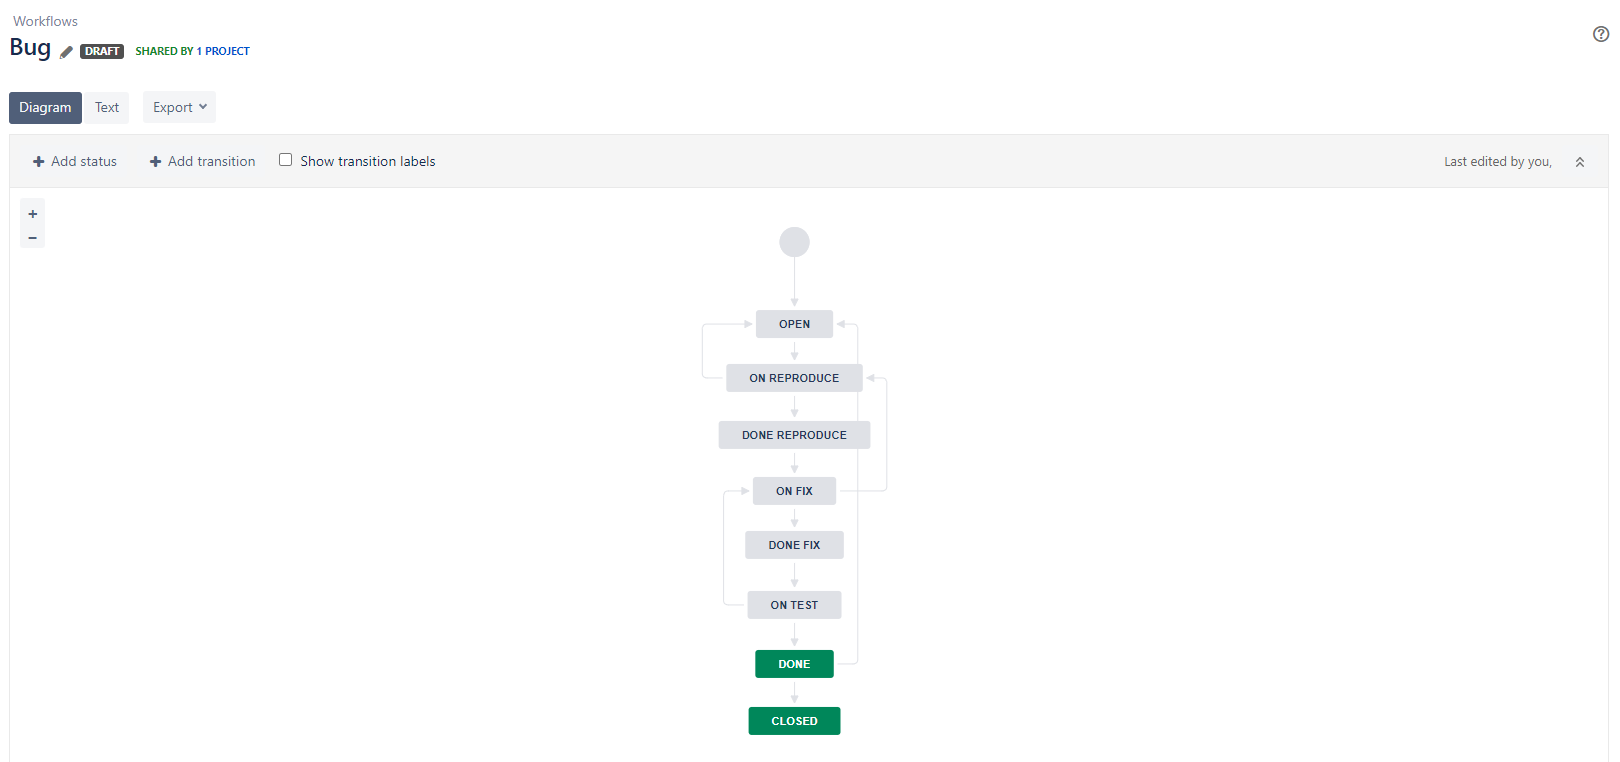 Workflows
Bug DRAFT SHARED BY 1 PROJECT
Diagram Text Export
Add status Add transition Show transition labels Last edited by you,
OPEN
ON REPRODUCE
DONE REPRODUCE
ON FIX
DONE FIX
ON TEST
DONE
CLOSED